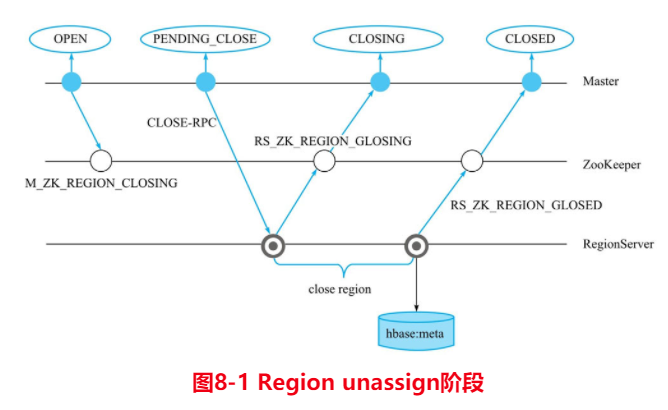 OPEN
PENDING_CLOSE
CLOSING
CLOSED
Master
CLOSE-RPC
RS_ZK_REGION_GLOSING
ZooKeeper
M_ZK_REGION_CLOSING
RS_ZK_REGION_GLOSED
RegionServer
close region
hbase:meta
图8-1 Region unassign阶段